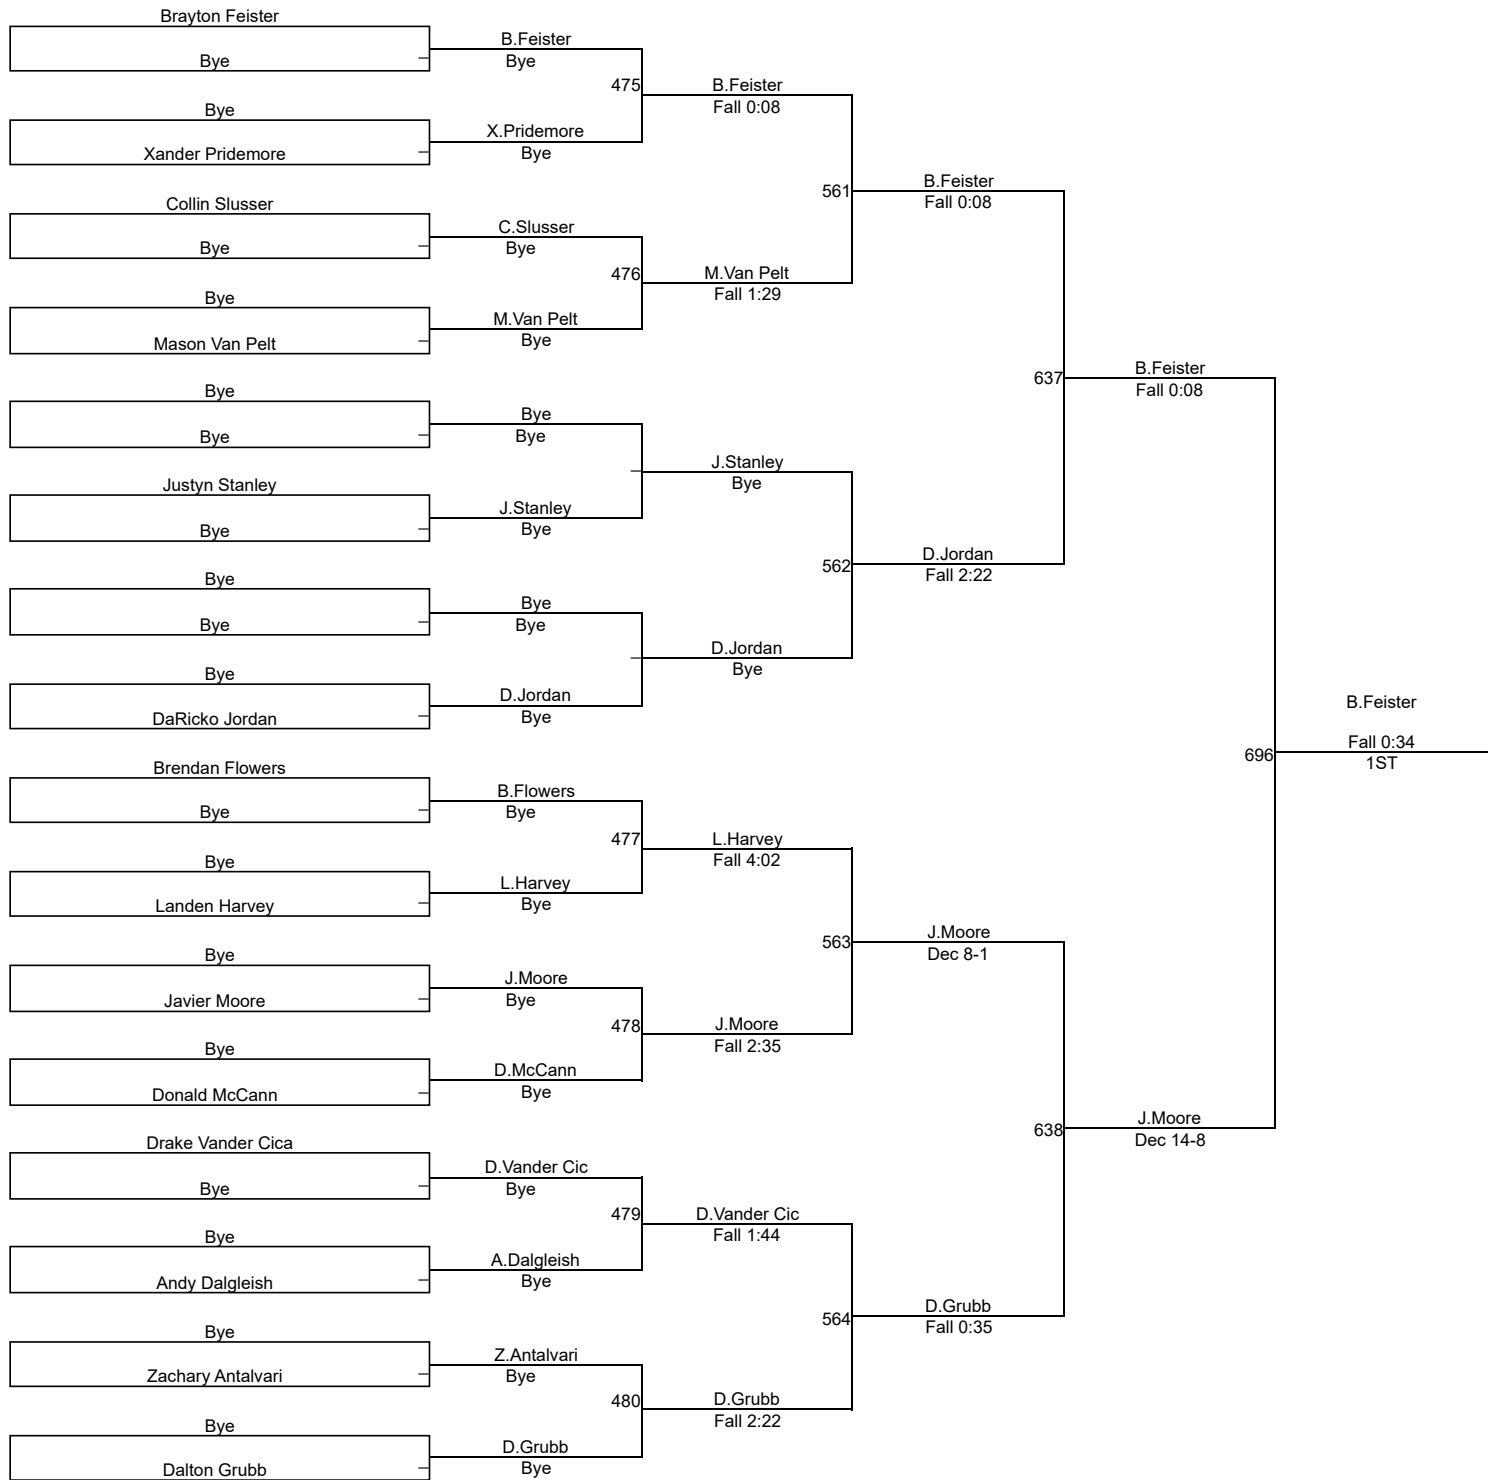 Brayton Feister
Bye
Bye
Xander Pridemore
Collin Slusser
Bye
Bye
Mason Van Pelt
Bye
Bye
Justyn Stanley
Bye
Bye
Bye
Bye
DaRicko Jordan
Brendan Flowers
Bye
Bye
Landen Harvey
Bye
Javier Moore
Bye
Donald McCann
Drake Vander Cica
Bye
Bye
Andy Dalgleish
Bye
Zachary Antalvari
Bye
Dalton Grubb
B.Feister
Bye
475
X.Pridemore
Bye
C.Slusser
Bye
476
M.Van Pelt
Bye
Bye
Bye
J.Stanley
Bye
Bye
Bye
D.Jordan
Bye
B.Flowers
Bye
477
L.Harvey
Bye
J.Moore
Bye
478
D.McCann
Bye
D.Vander Cic
Bye
479
A.Dalgleish
Bye
Z.Antalvari
Bye
480
D.Grubb
Bye
B.Feister
Fall 0:08
561
M.Van Pelt
Fall 1:29
J.Stanley
Bye
562
D.Jordan
Bye
L.Harvey
Fall 4:02
563
J.Moore
Fall 2:35
D.Vander Cic
Fall 1:44
564
D.Grubb
Fall 2:22
B.Feister
Fall 0:08
637
D.Jordan
Fall 2:22
J.Moore
Dec 8-1
638
D.Grubb
Fall 0:35
B.Feister
Fall 0:08
696
J.Moore
Dec 14-8
B.Feister
Fall 0:34
1ST